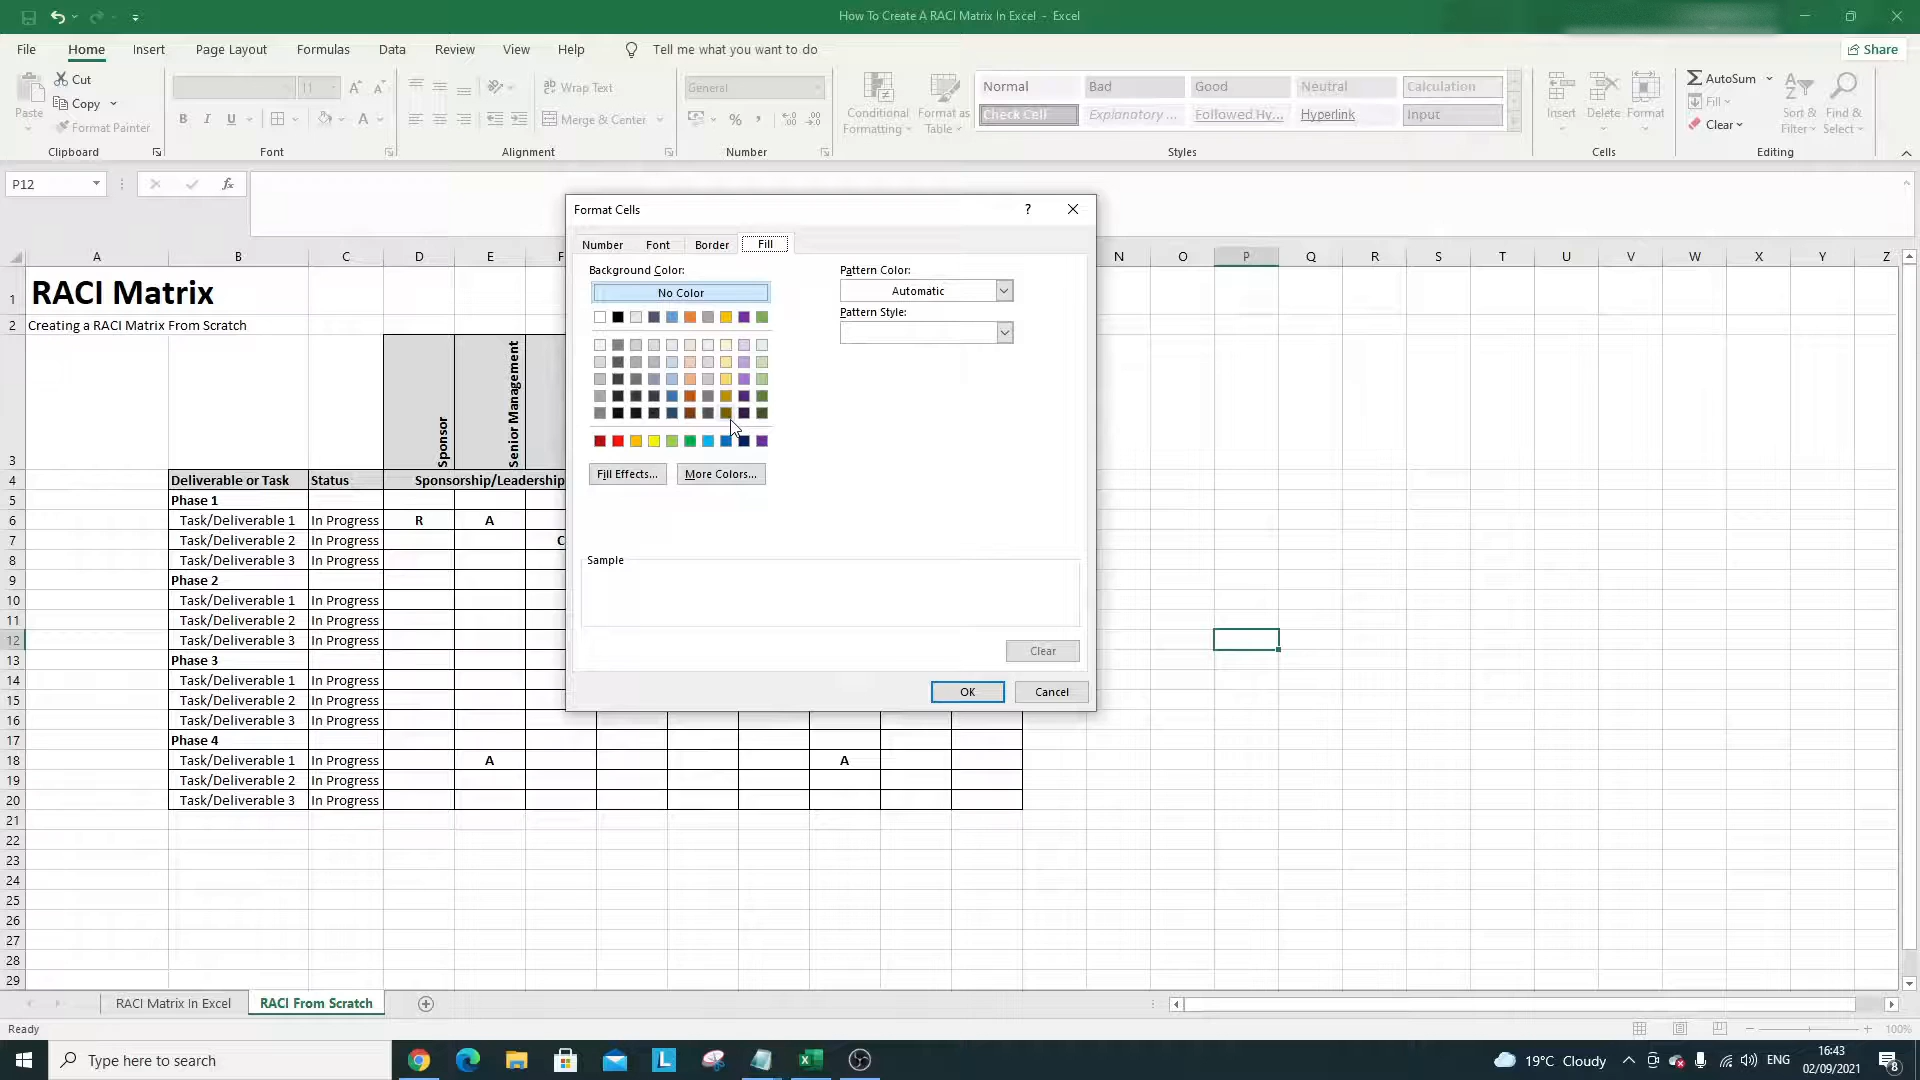 How To Create A RACI Matrix In Excel - Excel
File Home Insert Page Layout Formulas Data Review View Help Tell me what you want to do Share
Paste
Cut
Copy
Format Painter
Clipboard
11
B I U
Font
Wrap Text
Merge & Center
Alignment
General
Number
Conditional Formatting
Format as Table
Normal Bad Good Neutral Calculation
Check Cell Explanatory ... Followed Hy... Hyperlink Input
Styles
Insert Delete Format
Cells
AutoSum
Fill
Clear
Sort & Filter
Find & Select
Editing
P12
fx
A B C D E F N O P Q R S T U V W X Y Z
1 RACI Matrix
2 Creating a RACI Matrix From Scratch
3 Sponsor Senior Management
4 Deliverable or Task Status Sponsorship/Leadership
5 Phase 1
6 Task/Deliverable 1 In Progress R A
7 Task/Deliverable 2 In Progress C
8 Task/Deliverable 3 In Progress
9 Phase 2
10 Task/Deliverable 1 In Progress
11 Task/Deliverable 2 In Progress
12 Task/Deliverable 3 In Progress
13 Phase 3
14 Task/Deliverable 1 In Progress
15 Task/Deliverable 2 In Progress
16 Task/Deliverable 3 In Progress
17 Phase 4
18 Task/Deliverable 1 In Progress A A
19 Task/Deliverable 2 In Progress
20 Task/Deliverable 3 In Progress
21
22
23
24
25
26
27
28
29
Format Cells ?
Number Font Border Fill
Background Color:
No Color
Pattern Color:
Automatic
Pattern Style:
Fill Effects... More Colors...
Sample
Clear
OK Cancel
RACI Matrix In Excel RACI From Scratch
Ready
100%
Type here to search
L
19°C Cloudy
ENG
16:43
02/09/2021
8